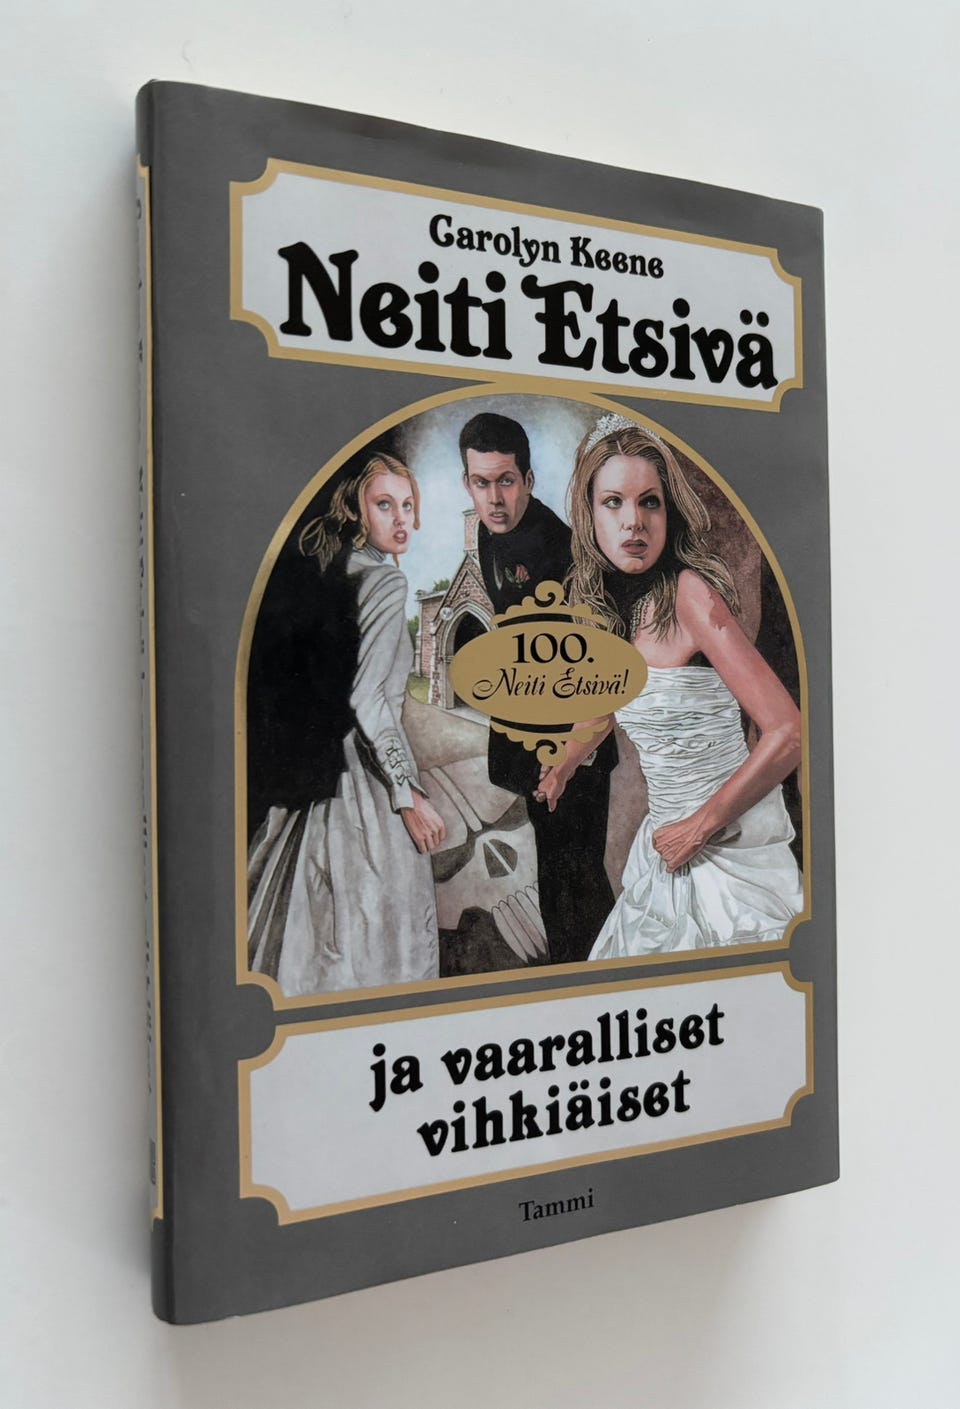 Carolyn Keene
Neiti Etsivä
100.
Neiti Etsivä!
ja vaaralliset
vihkiäiset
Tammi